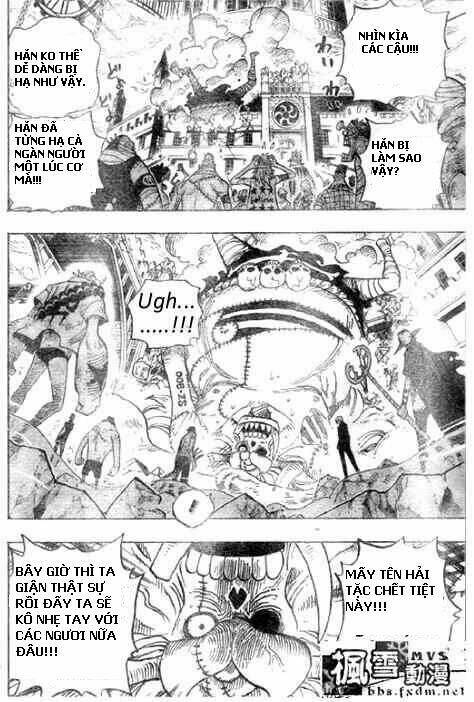 NHÌN KÌA
CÁC CẬU!!!
HẮN KO THỂ
DỄ DÀNG BỊ
HẠ NHƯ VẬY.
HẮN ĐÃ
TỪNG HẠ CẢ
NGÀN NGƯỜI
MỘT LÚC CƠ
MÀ!!!
HẮN BỊ
LÀM SAO
VẬY?
Ugh...
.....!!!
MẤY TÊN HẢI
TẶC CHẾT TIỆT
NÀY!!!
BÂY GIỜ THÌ TA
GIẬN THẬT SỰ
RỒI ĐẤY TA SẼ
KÔ NHẸ TAY VỚI
CÁC NGƯƠI NỮA
ĐÂU!!!
楓雪動漫
MVS
bbs.fxdm.net